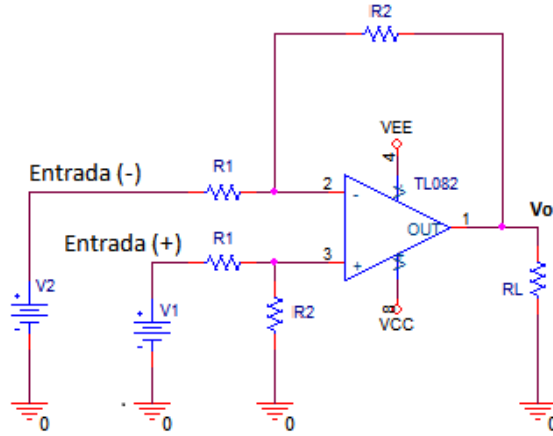 R2
VEE
4
TL082
Entrada (-)
R1
2
-
Vo
OUT
1
Entrada (+)
R1
3
+
RL
+
V2
-
+
V1
-
R2
8
VCC
0
0
0
0